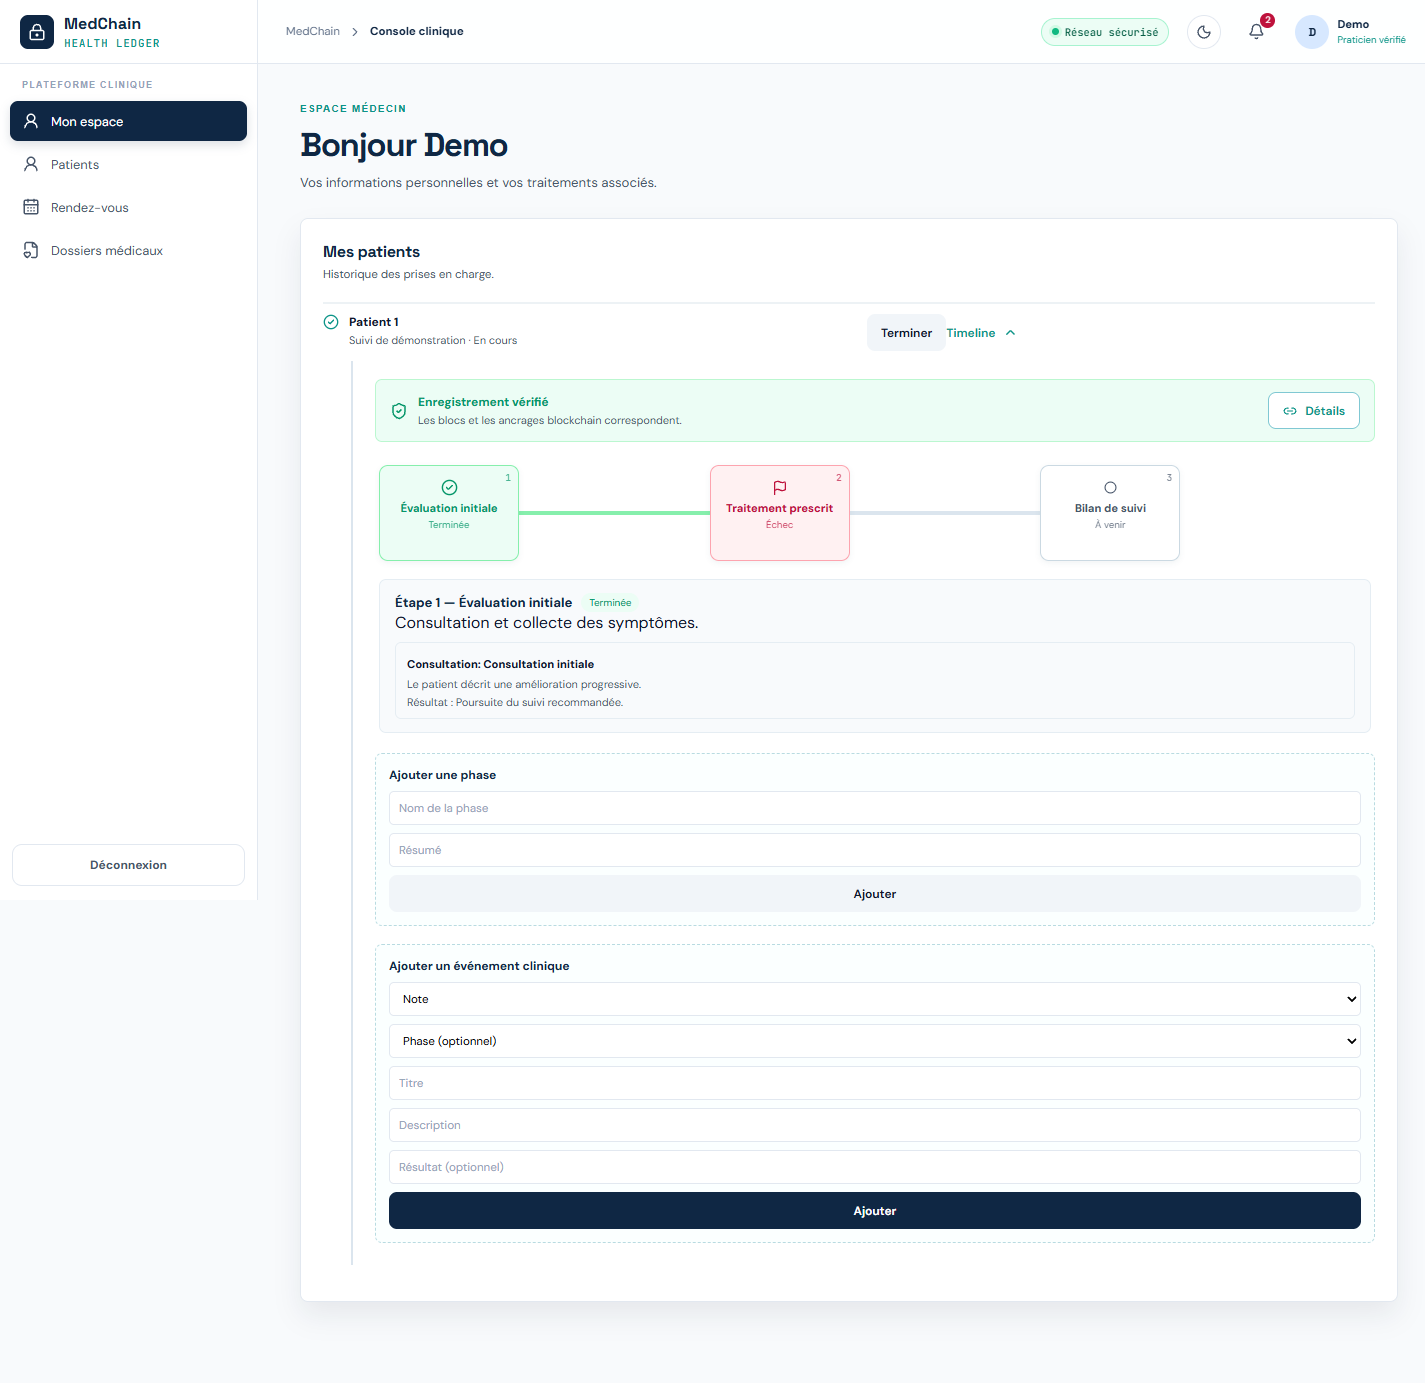 MedChain
HEALTH LEDGER
MedChain
Console clinique
Réseau sécurisé
2
D
Demo
Praticien vérifié
PLATEFORME CLINIQUE
Mon espace
Patients
Rendez-vous
Dossiers médicaux
Déconnexion
ESPACE MÉDECIN
Bonjour Demo
Vos informations personnelles et vos traitements associés.
Mes patients
Historique des prises en charge.
Patient 1
Suivi de démonstration · En cours
Terminer
Timeline
Enregistrement vérifié
Les blocs et les ancrages blockchain correspondent.
Détails
1
Évaluation initiale
Terminée
2
Traitement prescrit
Échec
3
Bilan de suivi
À venir
Étape 1 — Évaluation initiale
Terminée
Consultation et collecte des symptômes.
Consultation: Consultation initiale
Le patient décrit une amélioration progressive.
Résultat : Poursuite du suivi recommandée.
Ajouter une phase
Nom de la phase
Résumé
Ajouter
Ajouter un événement clinique
Note
Phase (optionnel)
Titre
Description
Résultat (optionnel)
Ajouter